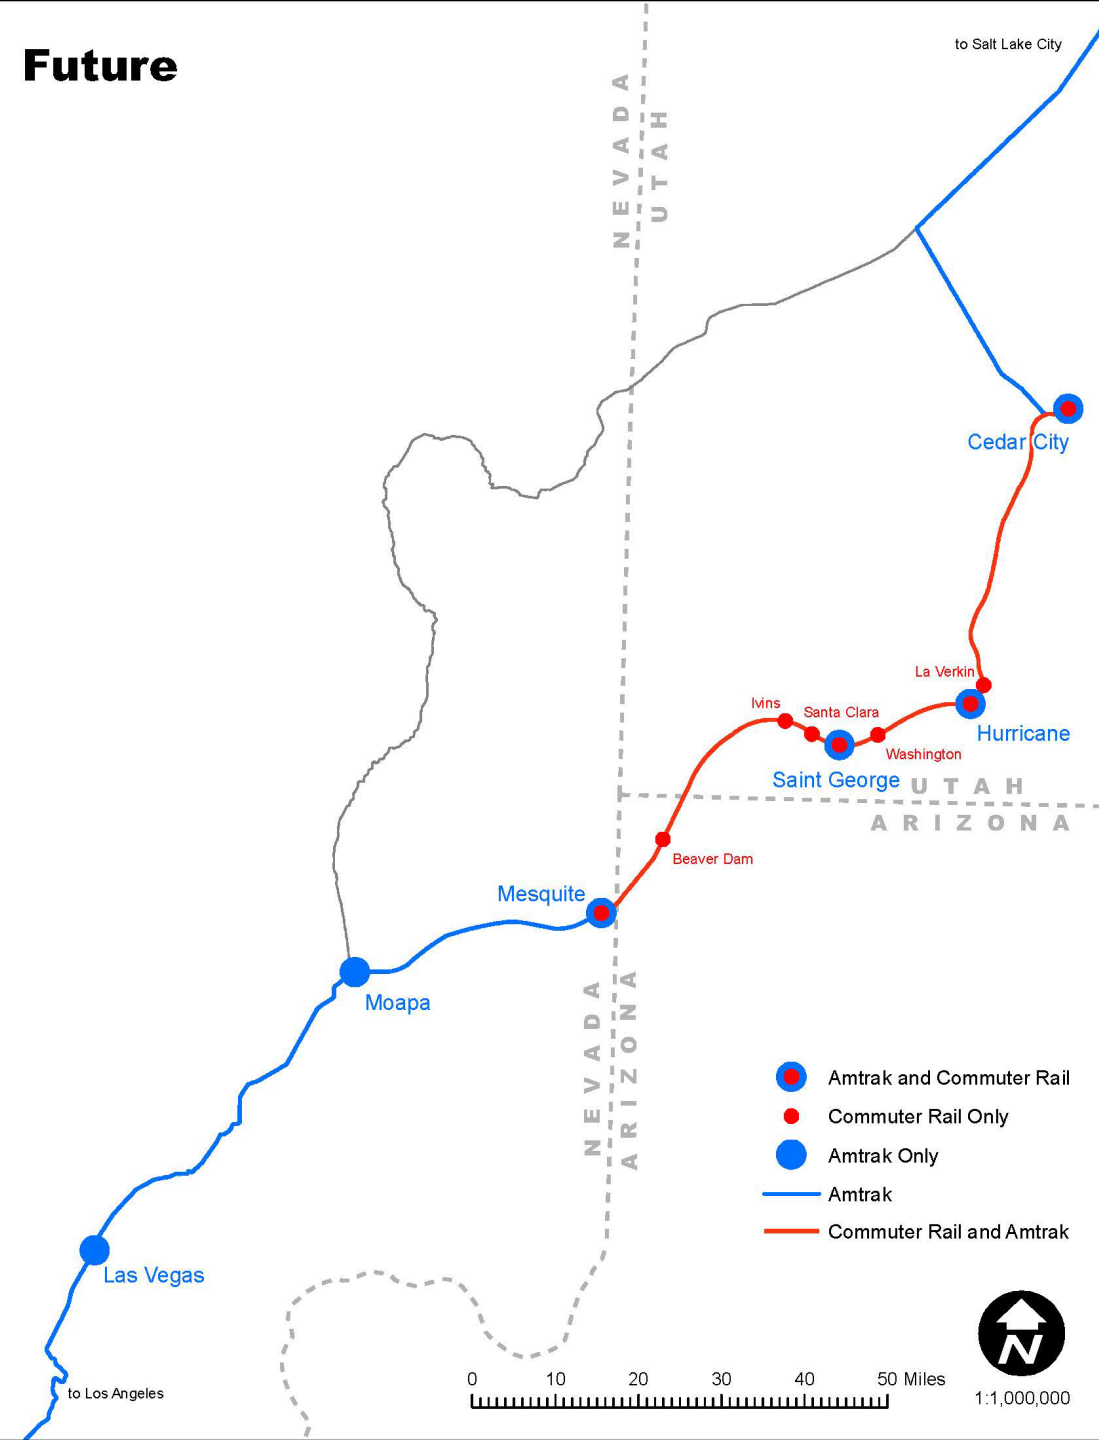 Future
to Salt Lake City
NEVADA
UTAH
Cedar City
La Verkin
Ivins
Santa Clara
Hurricane
Washington
Saint George
UTAH
ARIZONA
Beaver Dam
Mesquite
Moapa
NEVADA
ARIZONA
Amtrak and Commuter Rail
Commuter Rail Only
Amtrak Only
Amtrak
Commuter Rail and Amtrak
Las Vegas
N
to Los Angeles
0 10 20 30 40 50 Miles
1:1,000,000